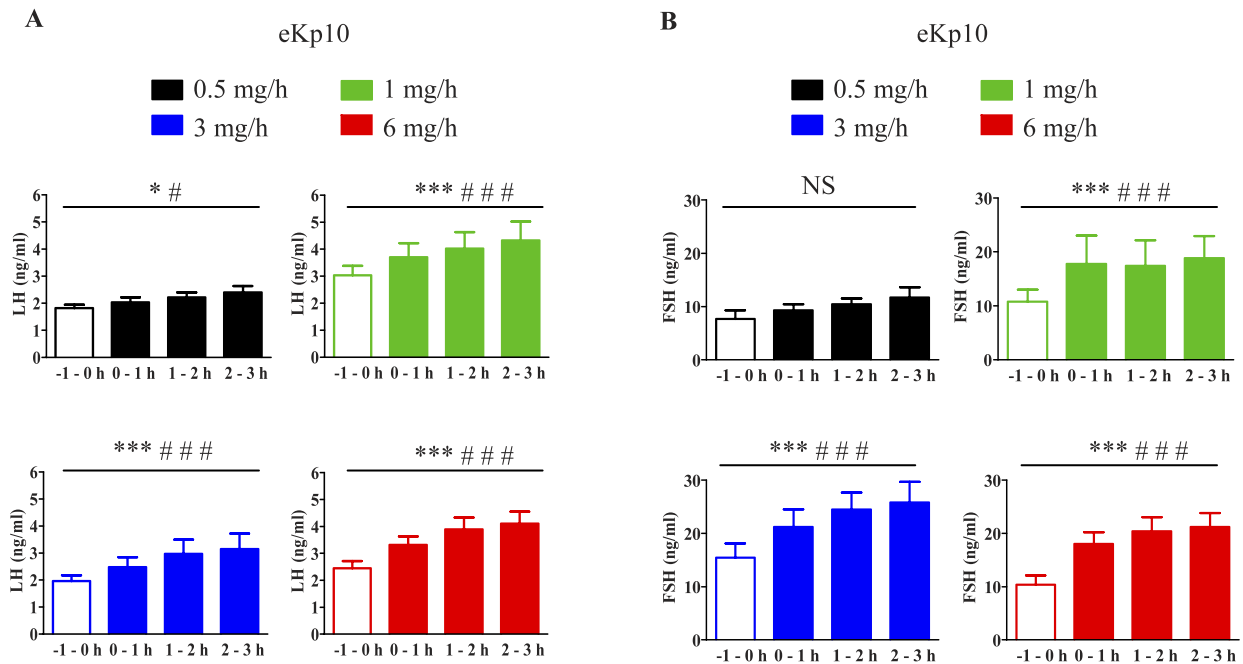 A
eKp10
0.5 mg/h
1 mg/h
3 mg/h
6 mg/h
* #
LH (ng/ml)
6
5
4
3
2
1
0
-1 - 0 h 0 - 1 h 1 - 2 h 2 - 3 h
*** # # #
LH (ng/ml)
6
5
4
3
2
1
0
-1 - 0 h 0 - 1 h 1 - 2 h 2 - 3 h
*** # # #
LH (ng/ml)
6
5
4
3
2
1
0
-1 - 0 h 0 - 1 h 1 - 2 h 2 - 3 h
*** # # #
LH (ng/ml)
6
5
4
3
2
1
0
-1 - 0 h 0 - 1 h 1 - 2 h 2 - 3 h
B
eKp10
0.5 mg/h
1 mg/h
3 mg/h
6 mg/h
NS
FSH (ng/ml)
30
20
10
0
-1 - 0 h 0 - 1 h 1 - 2 h 2 - 3 h
*** # # #
FSH (ng/ml)
30
20
10
0
-1 - 0 h 0 - 1 h 1 - 2 h 2 - 3 h
*** # # #
FSH (ng/ml)
30
20
10
0
-1 - 0 h 0 - 1 h 1 - 2 h 2 - 3 h
*** # # #
FSH (ng/ml)
30
20
10
0
-1 - 0 h 0 - 1 h 1 - 2 h 2 - 3 h